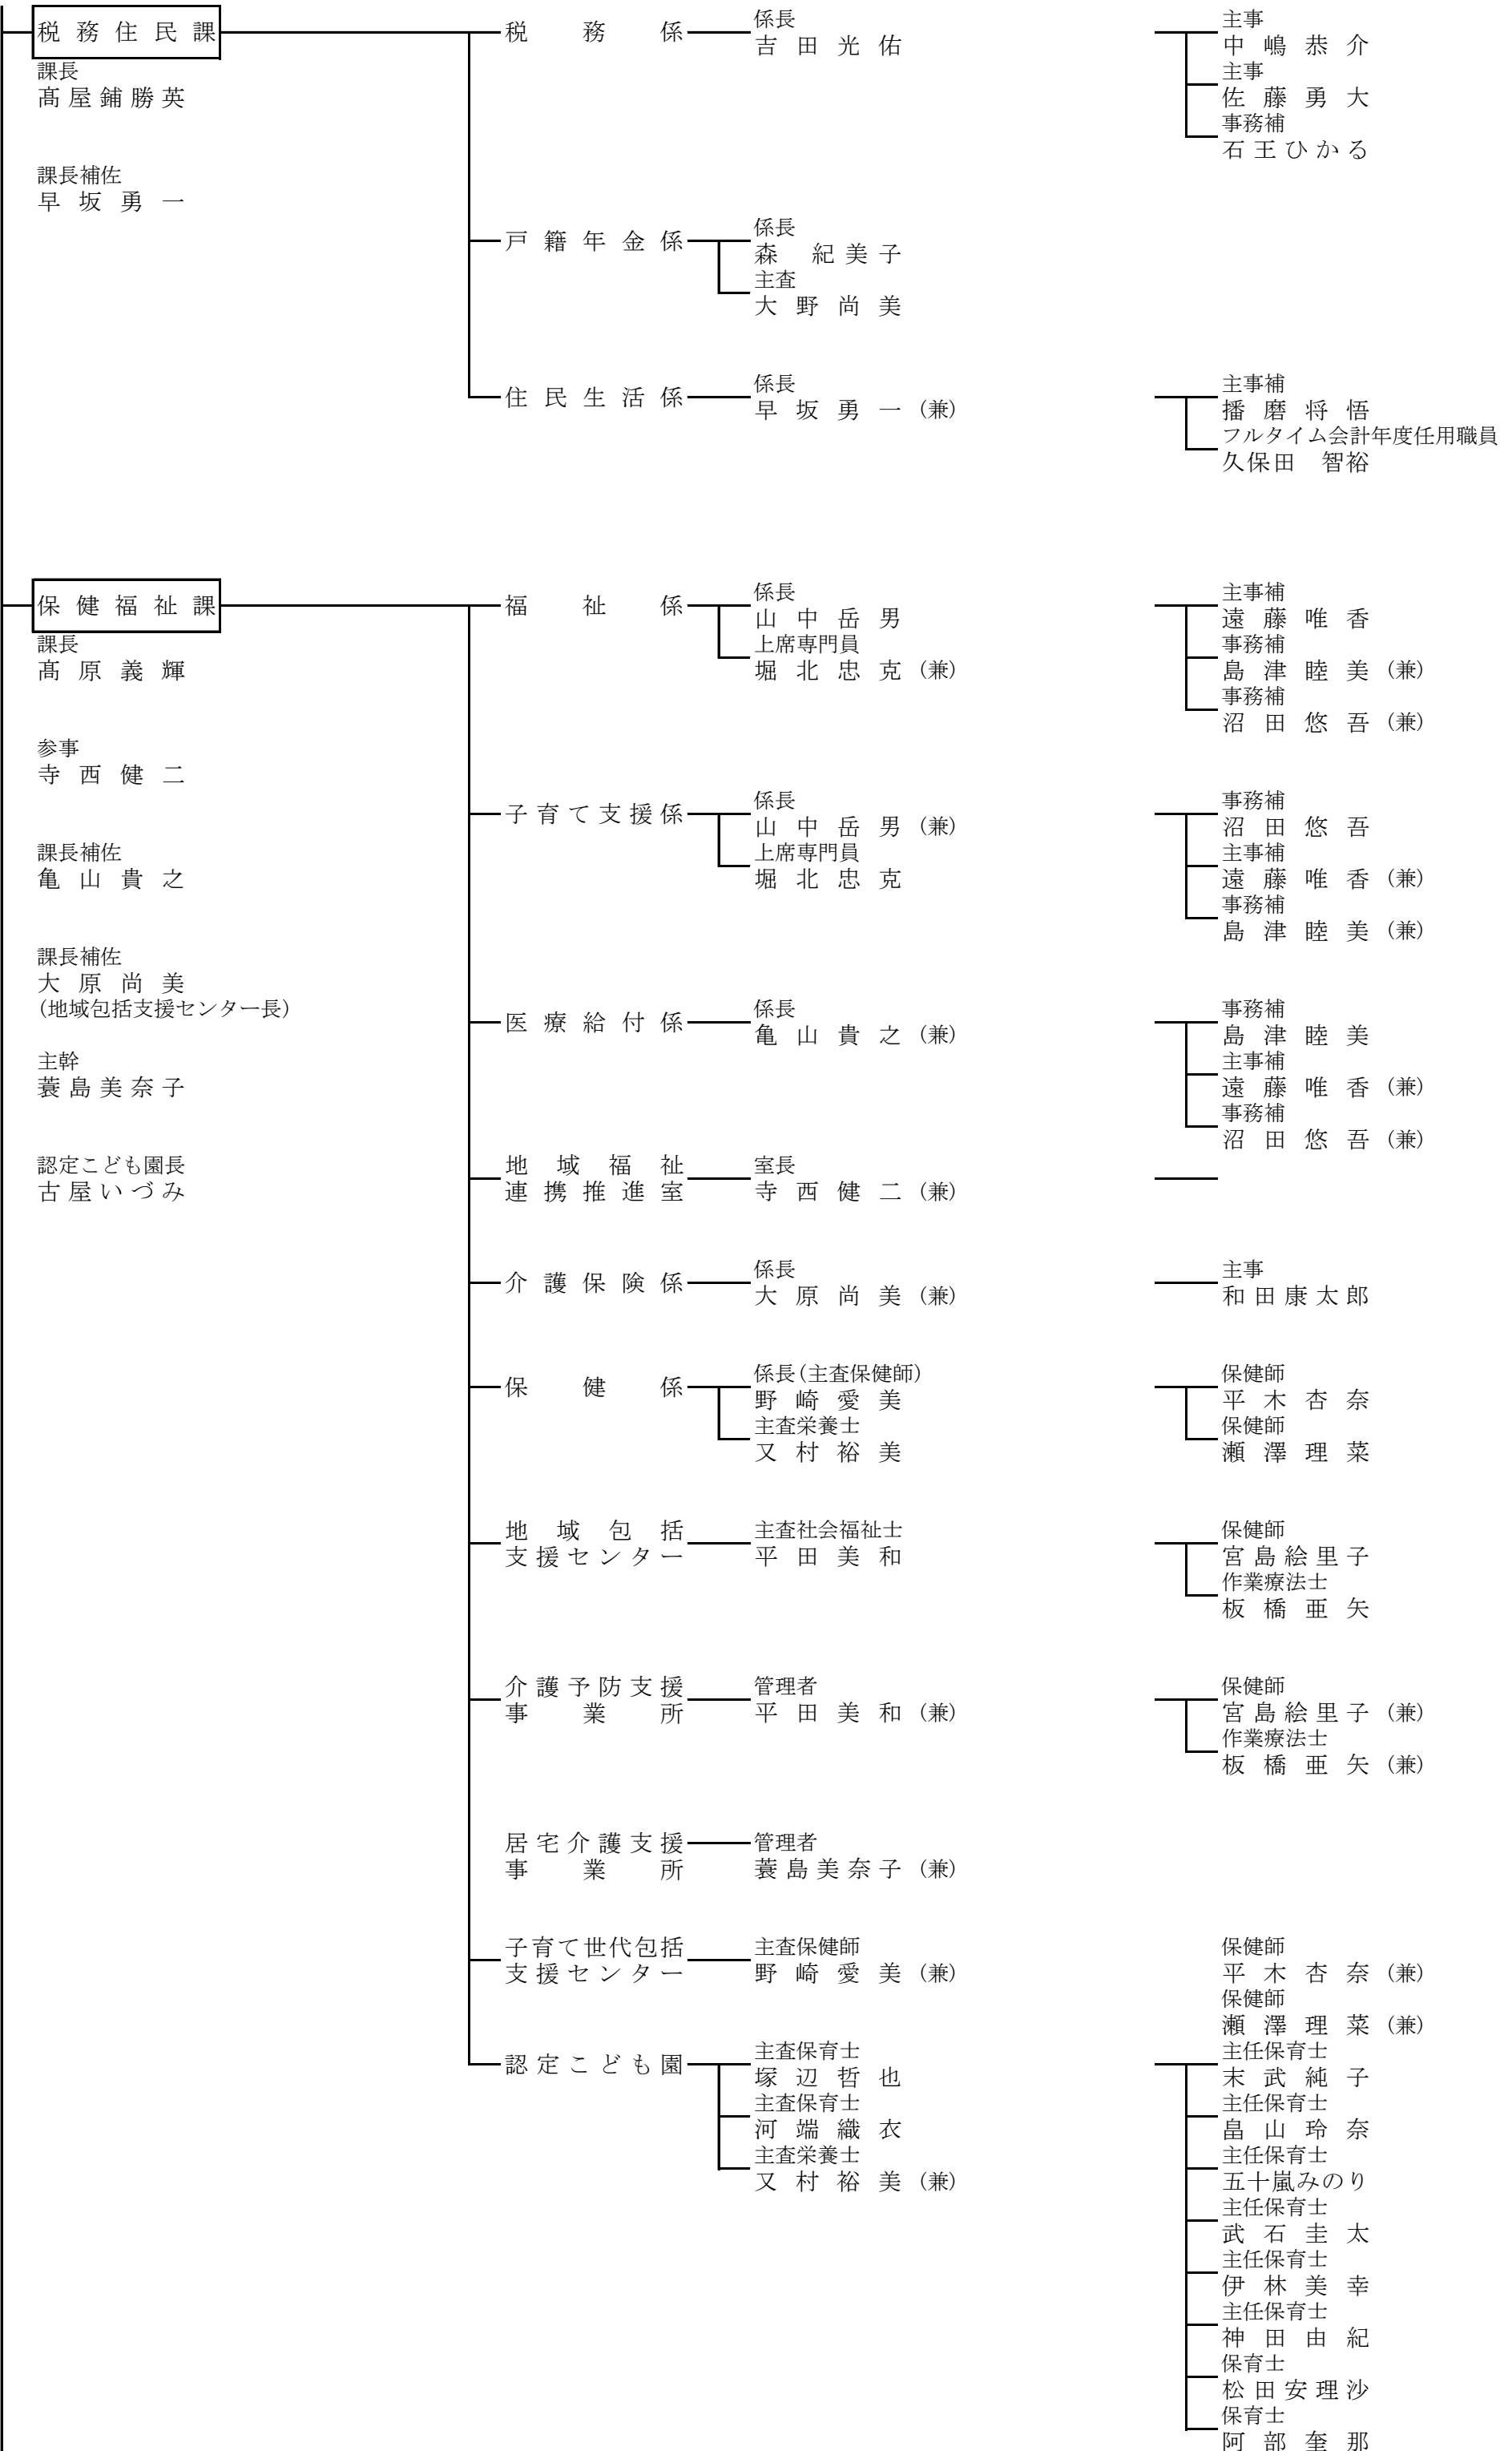 税務住民課
課長
髙屋鋪勝英
課長補佐
早坂勇一
税務係
係長
吉田光佑
主事
中嶋恭介
主事
佐藤勇大
事務補
石王ひかる
戸籍年金係
係長
森　紀美子
主査
大野尚美
住民生活係
係長
早坂勇一（兼）
主事補
播磨将悟
フルタイム会計年度任用職員
久保田　智裕
保健福祉課
課長
髙原義輝
参事
寺西健二
課長補佐
亀山貴之
課長補佐
大原尚美
（地域包括支援センター長）
主幹
蓑島美奈子
認定こども園長
古屋いづみ
福祉係
係長
山中岳男
上席専門員
堀北忠克（兼）
主事補
遠藤唯香
事務補
島津睦美（兼）
事務補
沼田悠吾（兼）
子育て支援係
係長
山中岳男（兼）
上席専門員
堀北忠克
事務補
沼田悠吾
主事補
遠藤唯香（兼）
事務補
島津睦美（兼）
医療給付係
係長
亀山貴之（兼）
事務補
島津睦美
主事補
遠藤唯香（兼）
事務補
沼田悠吾（兼）
地域福祉
連携推進室
室長
寺西健二（兼）
介護保険係
係長
大原尚美（兼）
主事
和田康太郎
保健係
係長（主査保健師）
野崎愛美
主査栄養士
又村裕美
保健師
平木杏奈
保健師
瀬澤理菜
地域包括
支援センター
主査社会福祉士
平田美和
保健師
宮島絵里子
作業療法士
板橋亜矢
介護予防支援
事業所
管理者
平田美和（兼）
保健師
宮島絵里子（兼）
作業療法士
板橋亜矢（兼）
居宅介護支援
事業所
管理者
蓑島美奈子（兼）
子育て世代包括
支援センター
主査保健師
野崎愛美（兼）
保健師
平木杏奈（兼）
保健師
瀬澤理菜（兼）
認定こども園
主査保育士
塚辺哲也
主査保育士
河端織衣
主査栄養士
又村裕美（兼）
主任保育士
末武純子
主任保育士
畠山玲奈
主任保育士
五十嵐みのり
主任保育士
武石圭太
主任保育士
伊林美幸
主任保育士
神田由紀
保育士
松田安理沙
保育士
阿部奎那